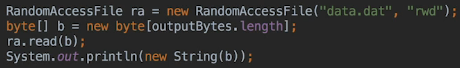 RandomAccessFile ra = new RandomAccessFile("data.dat", "rwd");
byte[] b = new byte[outputBytes.length];
ra.read(b);
System.out.println(new String(b));